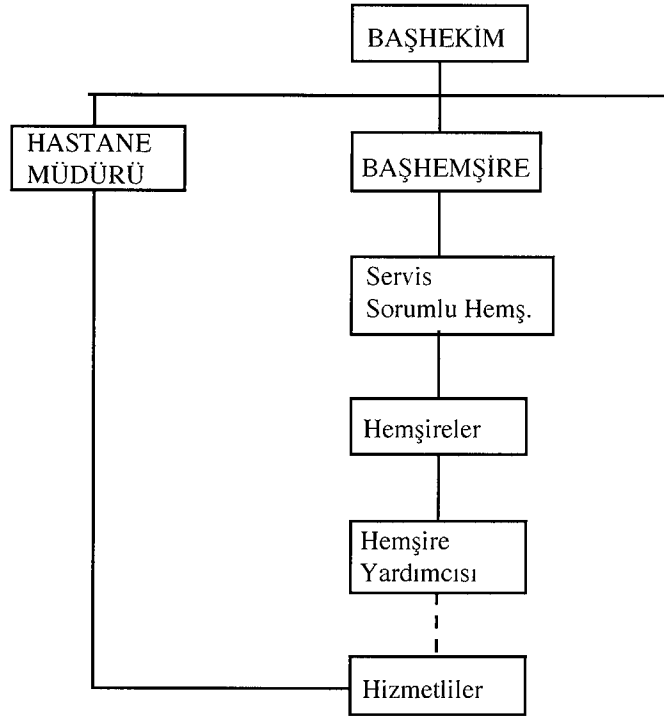 BAŞHEKİM
HASTANE
MÜDÜRÜ
BAŞHEMŞİRE
Servis
Sorumlu Hemş.
Hemşireler
Hemşire
Yardımcısı
Hizmetliler